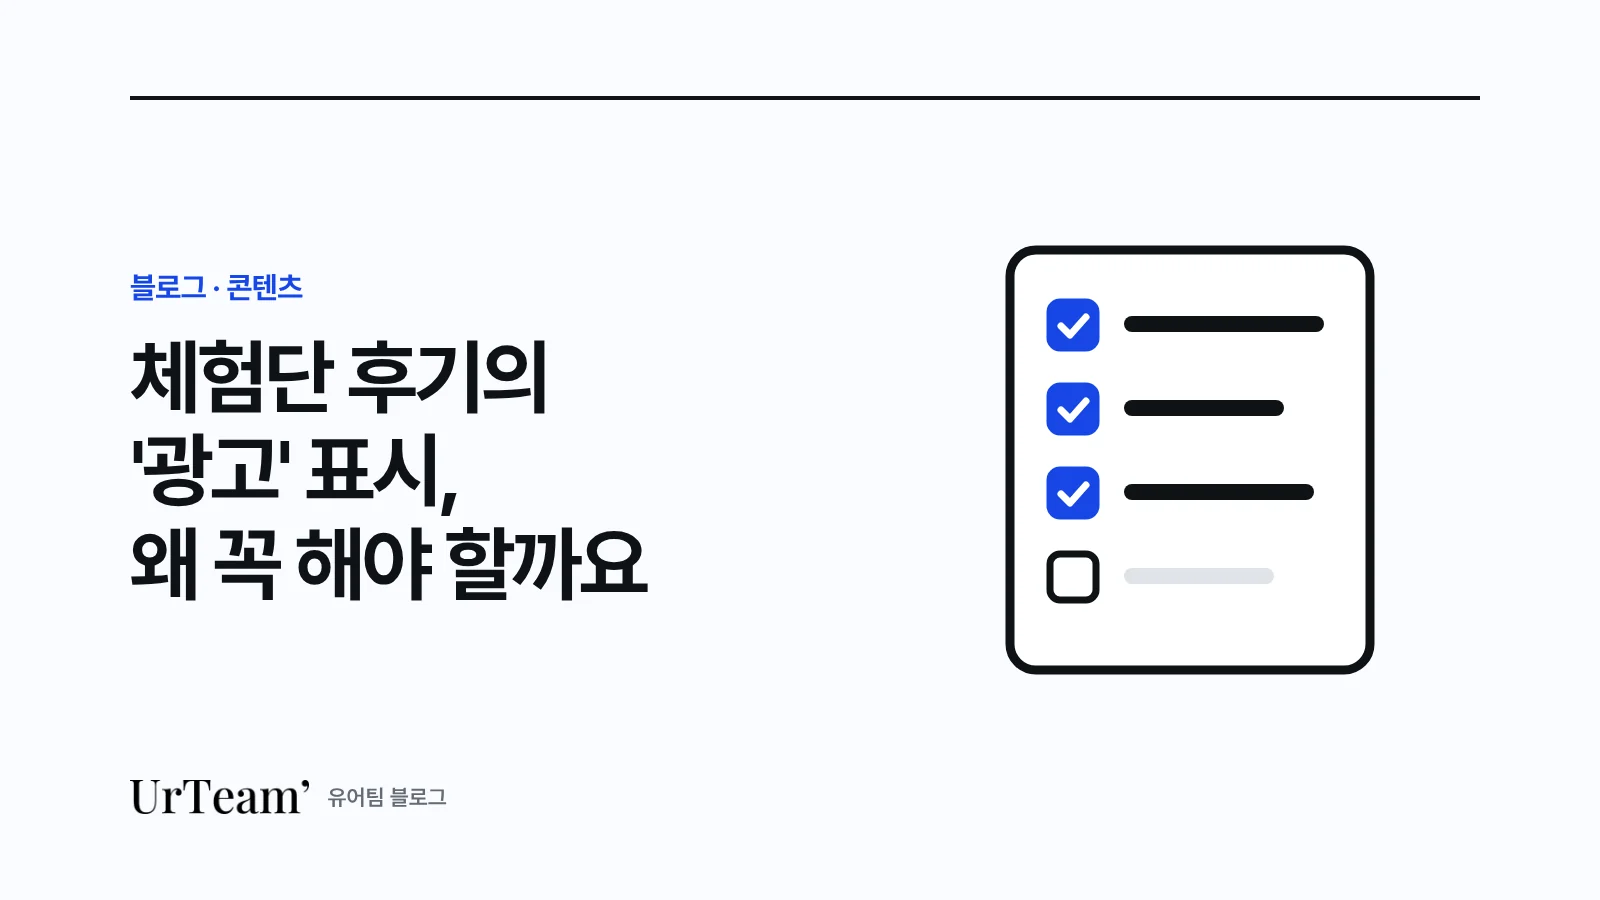 블로그 · 콘텐츠
체험단 후기의
'광고' 표시,
왜 꼭 해야 할까요
UrTeam’ 유어팀 블로그